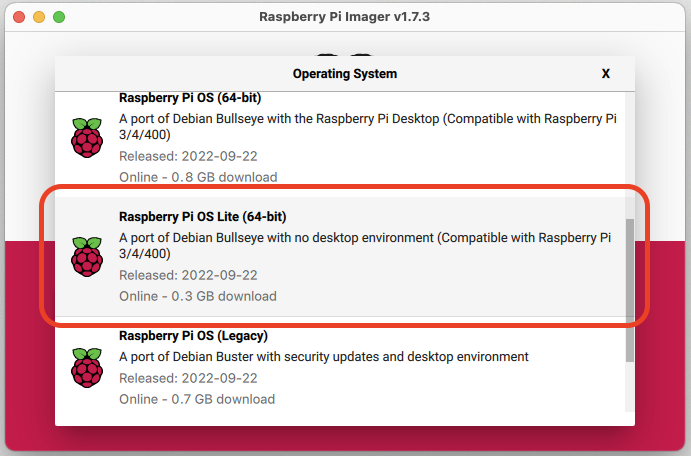 Raspberry Pi Imager v1.7.3
Operating System
X
Raspberry Pi OS (64-bit)
A port of Debian Bullseye with the Raspberry Pi Desktop (Compatible with Raspberry Pi
3/4/400)
Released: 2022-09-22
Online - 0.8 GB download
Raspberry Pi OS Lite (64-bit)
A port of Debian Bullseye with no desktop environment (Compatible with Raspberry Pi
3/4/400)
Released: 2022-09-22
Online - 0.3 GB download
Raspberry Pi OS (Legacy)
A port of Debian Buster with security updates and desktop environment
Released: 2022-09-22
Online - 0.7 GB download